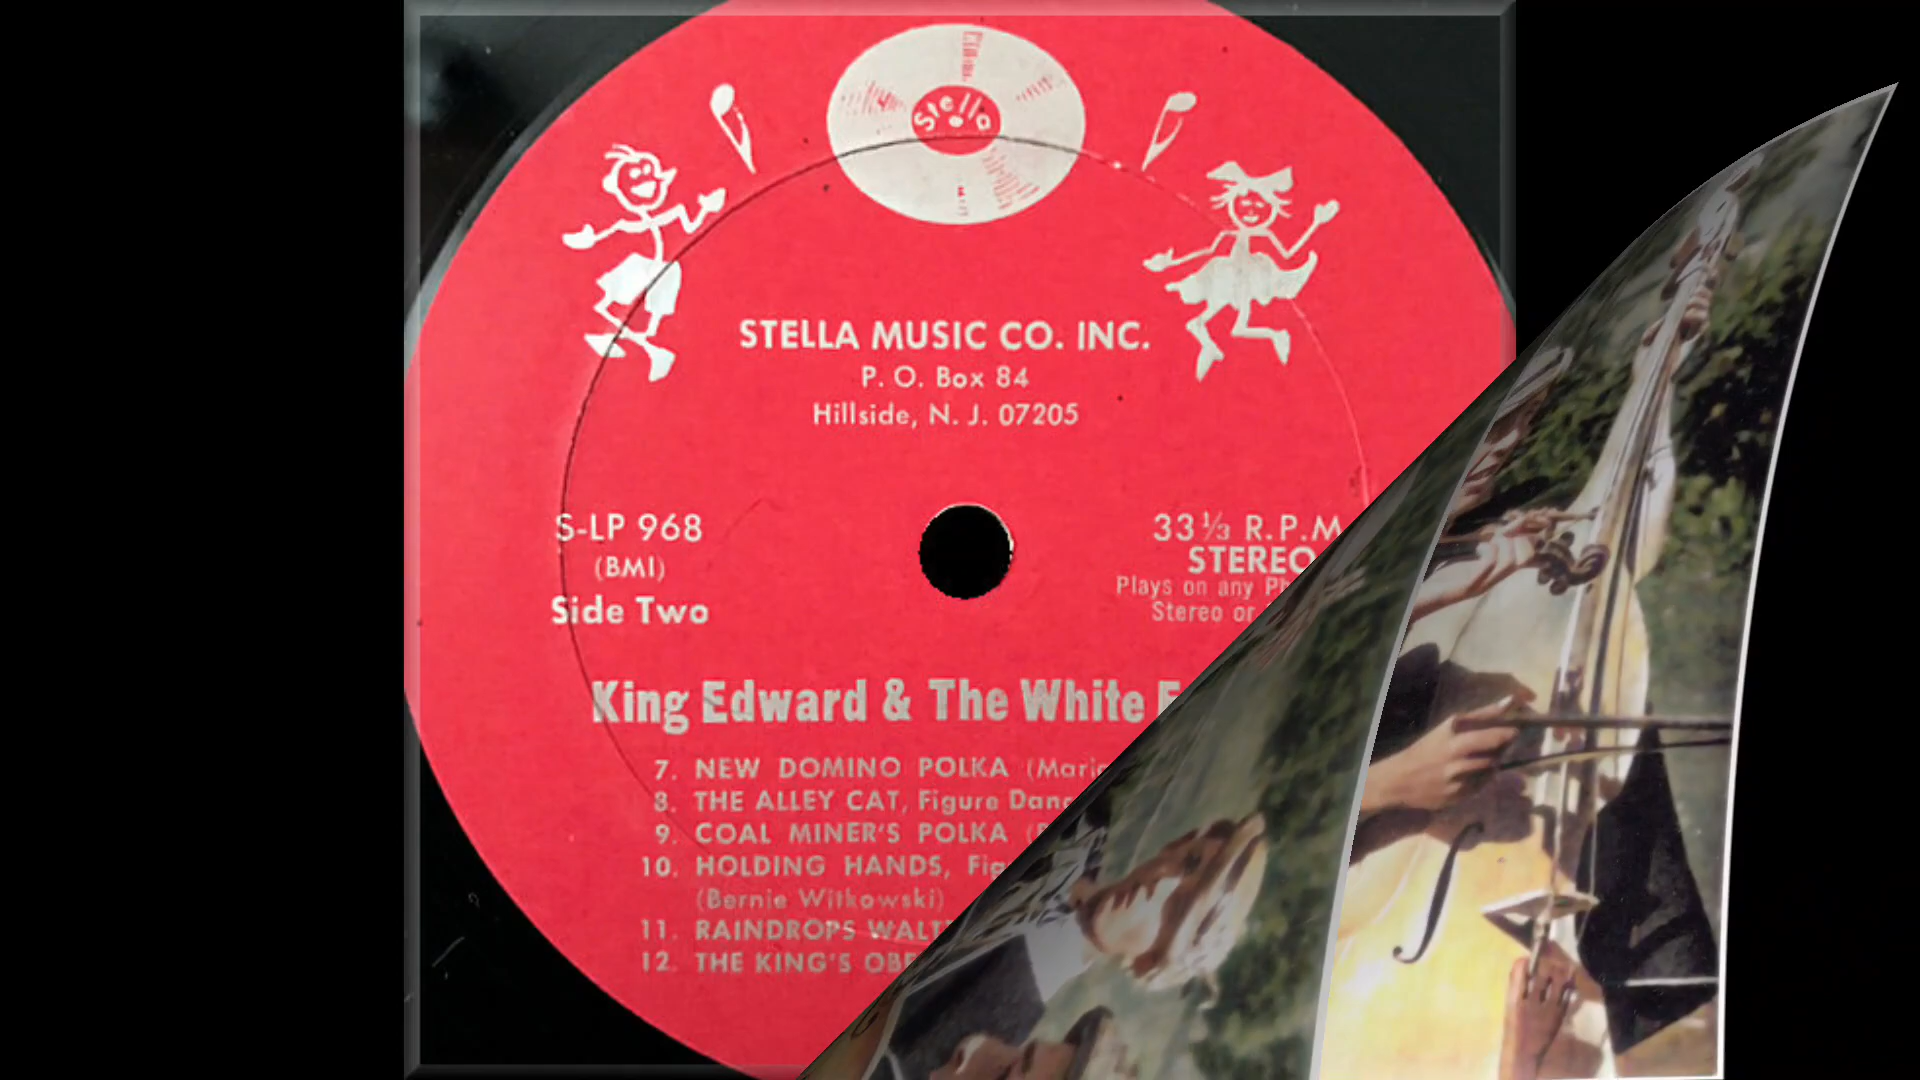 Stella
STELLA MUSIC CO. INC.
P. O. Box 84
Hillside, N. J. 07205
S-LP 968
(BMI)
Side Two
33⅓ R.P.M
STEREO
Plays on any
Stereo or
King Edward & The White
7. NEW DOMINO POLKA
8. THE ALLEY CAT, Figure
9. COAL MINER'S POLKA
10. HOLDING HANDS,
(Bernie Witkowski)
11. RAINDROPS
12. THE KING'S